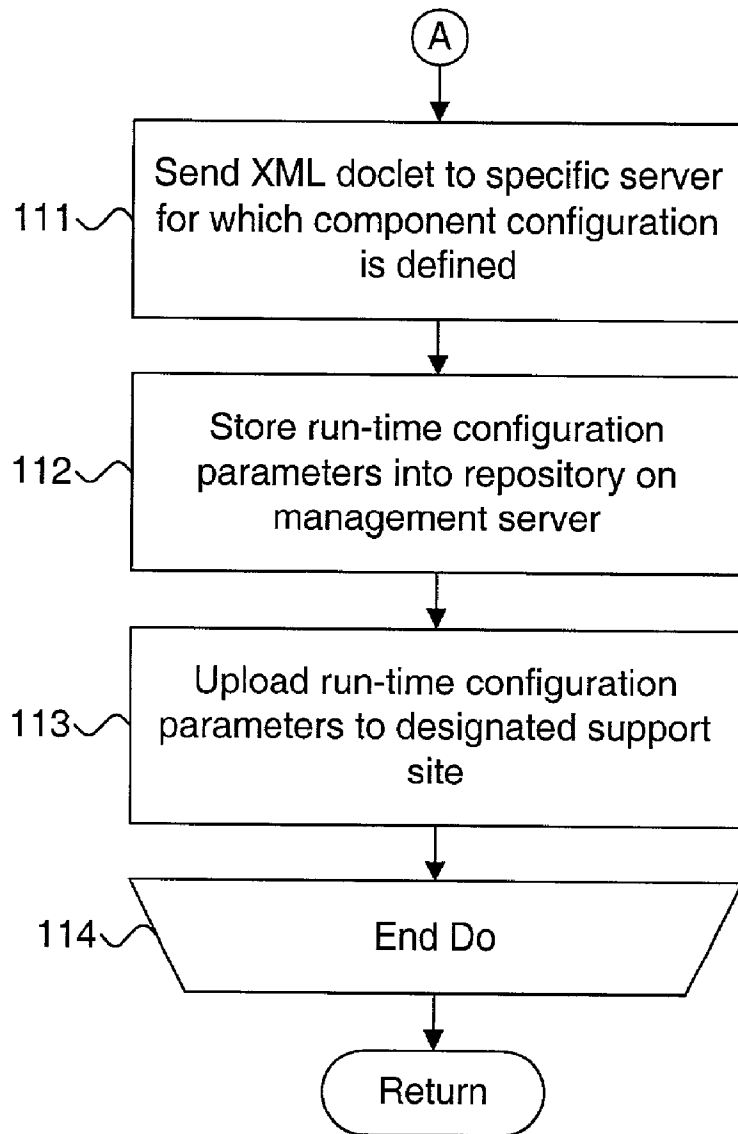 A
Send XML doclet to specific server
for which component configuration
is defined
111
Store run-time configuration
parameters into repository on
management server
112
Upload run-time configuration
parameters to designated support
site
113
End Do
114
Return